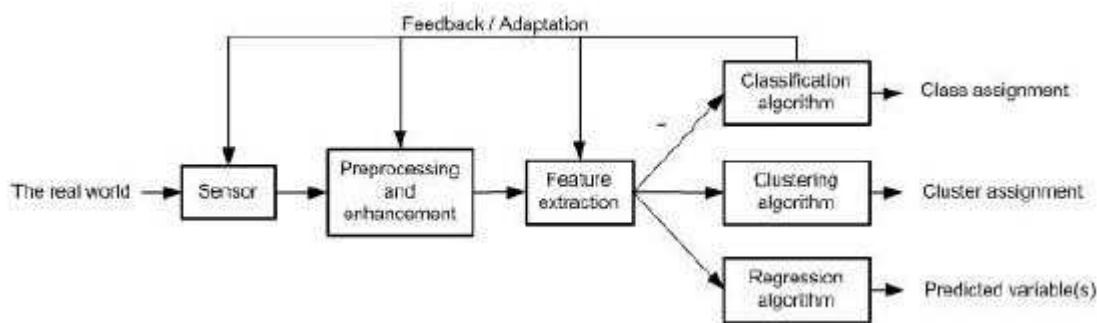 Feedback / Adaptation
Classification
algorithm
Class assignment
The real world
Sensor
Preprocessing
and
enhancement
Feature
extraction
Clustering
algorithm
Cluster assignment
Regression
algorithm
Predicted variable(s)